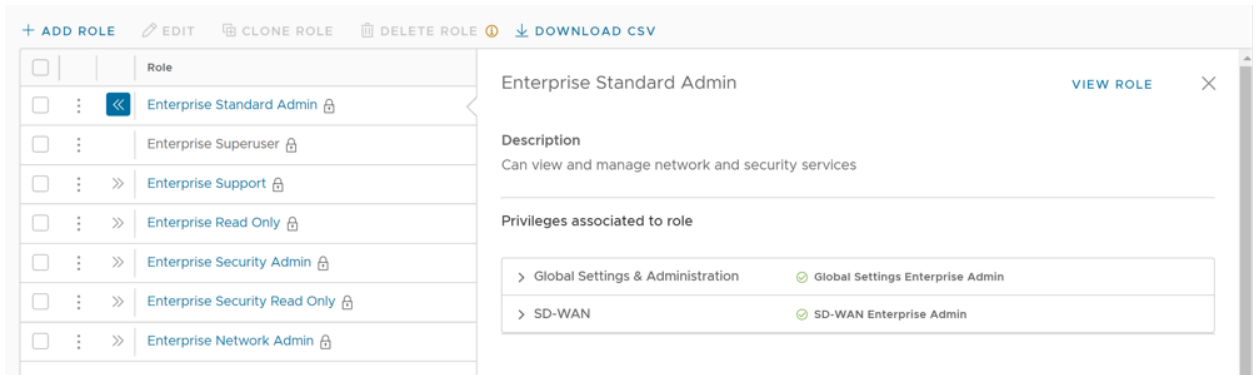 + ADD ROLE EDIT CLONE ROLE DELETE ROLE DOWNLOAD CSV
Role
Enterprise Standard Admin
Enterprise Superuser
Enterprise Support
Enterprise Read Only
Enterprise Security Admin
Enterprise Security Read Only
Enterprise Network Admin
Enterprise Standard Admin VIEW ROLE
Description
Can view and manage network and security services
Privileges associated to role
Global Settings & Administration Global Settings Enterprise Admin
SD-WAN SD-WAN Enterprise Admin